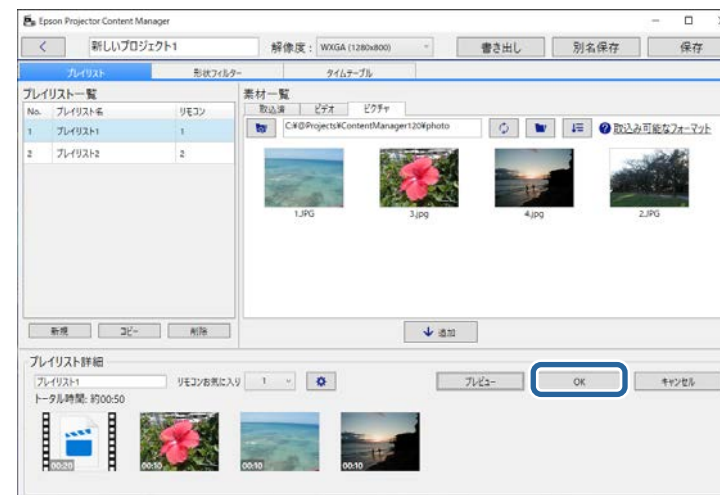 Epson Projector Content Manager
新しいプロジェクト1 解像度： WXGA (1280x800) 書き出し 別名保存 保存
プレイリスト 形状フィルター タイムテーブル
プレイリスト一覧 素材一覧
No. プレイリスト名 リモコン 取込済 ビデオ ピクチャ
1 プレイリスト1 1 C:¥@Projects¥ContentManager120¥photo ? 取込み可能なフォーマット
2 プレイリスト2 2
1.JPG 3.jpg 4.jpg 2.JPG
新規 コピー 削除 追加
プレイリスト詳細
プレイリスト1 リモコンお気に入り 1 プレビュー OK キャンセル
トータル時間: 約00:50
00:20 00:10 00:10 00:10